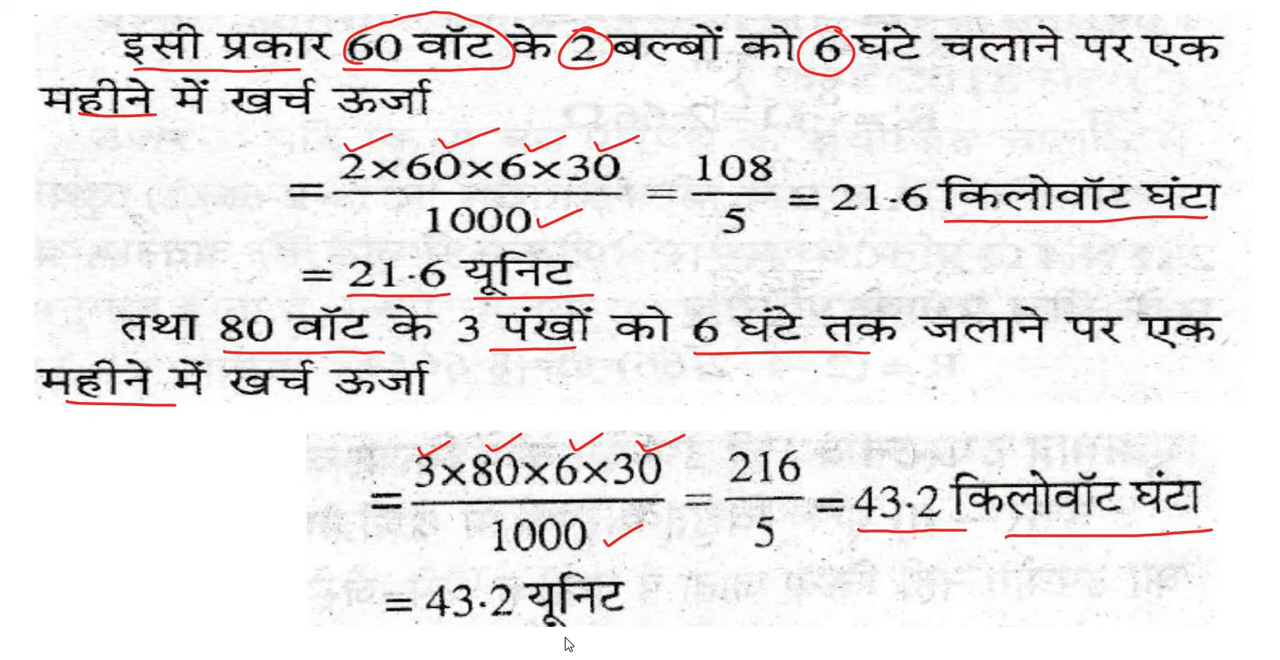 इसी प्रकार 60 वॉट के 2 बल्बों को 6 घंटे चलाने पर एक
महीने में खर्च ऊर्जा
= 2×60×6×30 / 1000 = 108 / 5 = 21·6 किलोवॉट घंटा
= 21·6 यूनिट
तथा 80 वॉट के 3 पंखों को 6 घंटे तक जलाने पर एक
महीने में खर्च ऊर्जा
= 3×80×6×30 / 1000 = 216 / 5 = 43·2 किलोवॉट घंटा
= 43·2 यूनिट